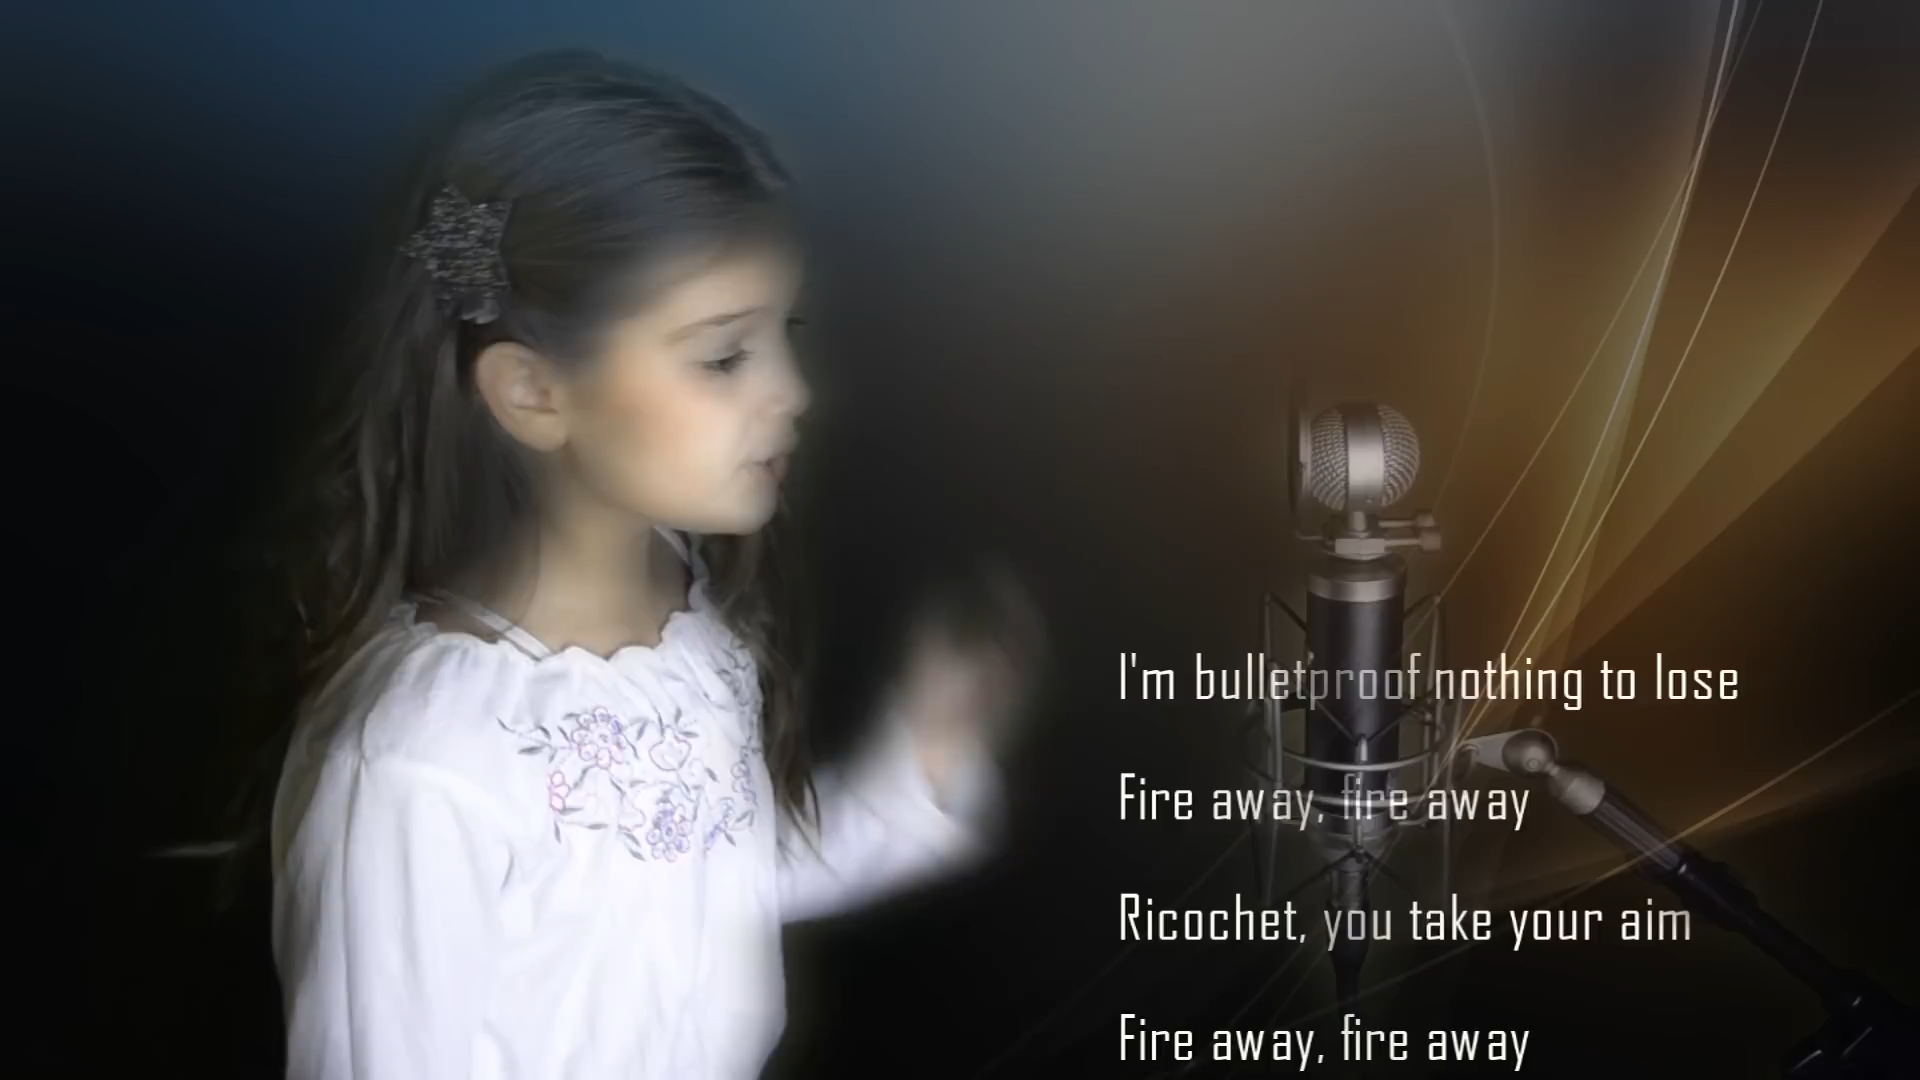 I'm bulletproof nothing to lose
Fire away, fire away
Ricochet, you take your aim
Fire away, fire away